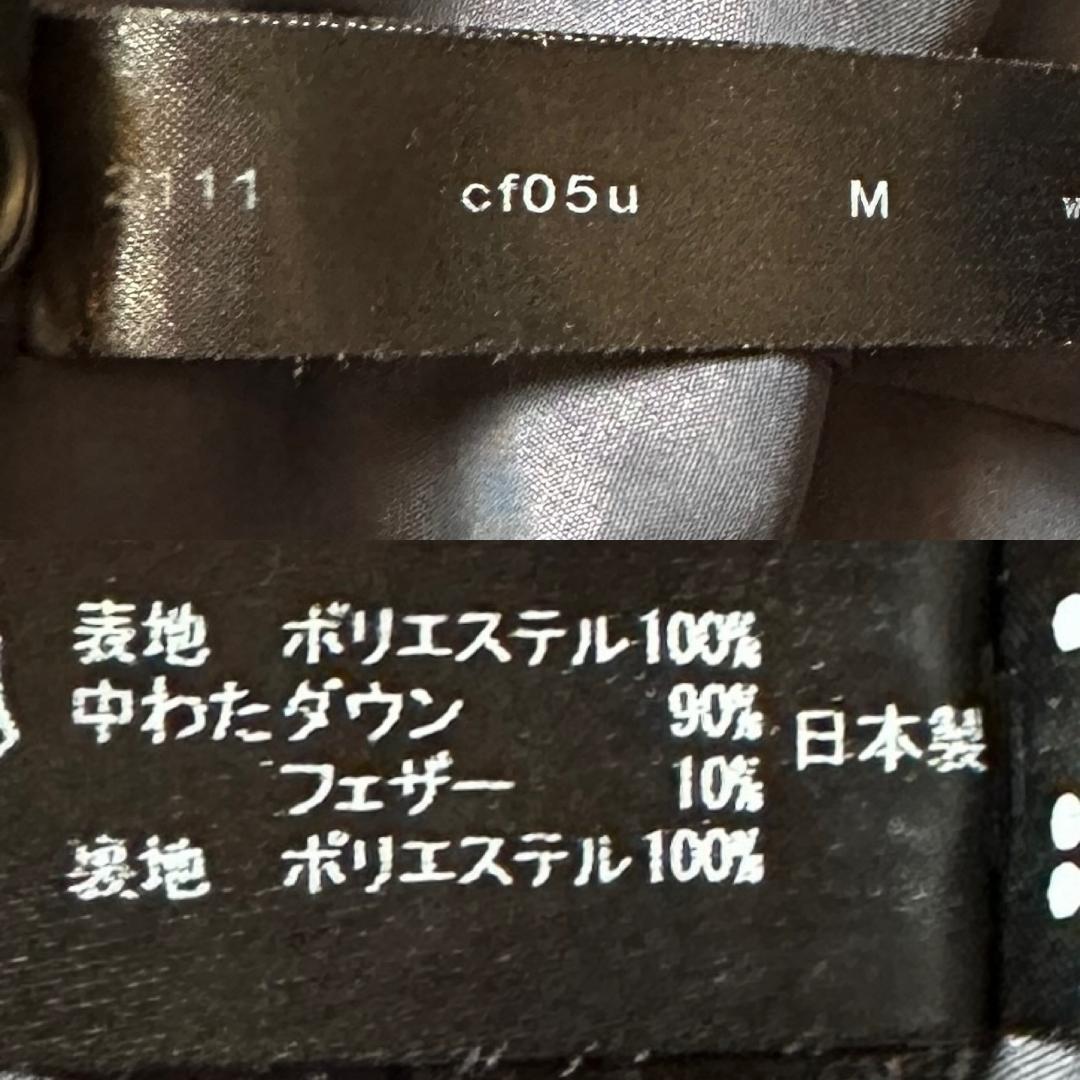 2111 cf05u M w
表地 ポリエステル100%
中わた ダウン 90%
フェザー 10%
裏地 ポリエステル100%
日本製